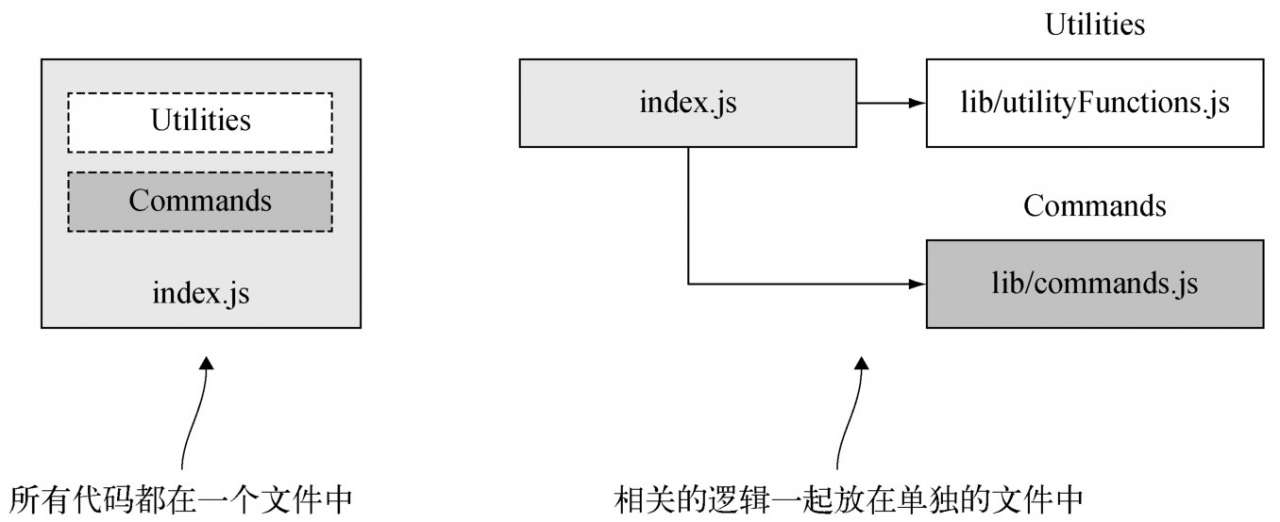 Utilities
Commands
index.js
所有代码都在一个文件中
index.js
Utilities
lib/utilityFunctions.js
Commands
lib/commands.js
相关的逻辑一起放在单独的文件中